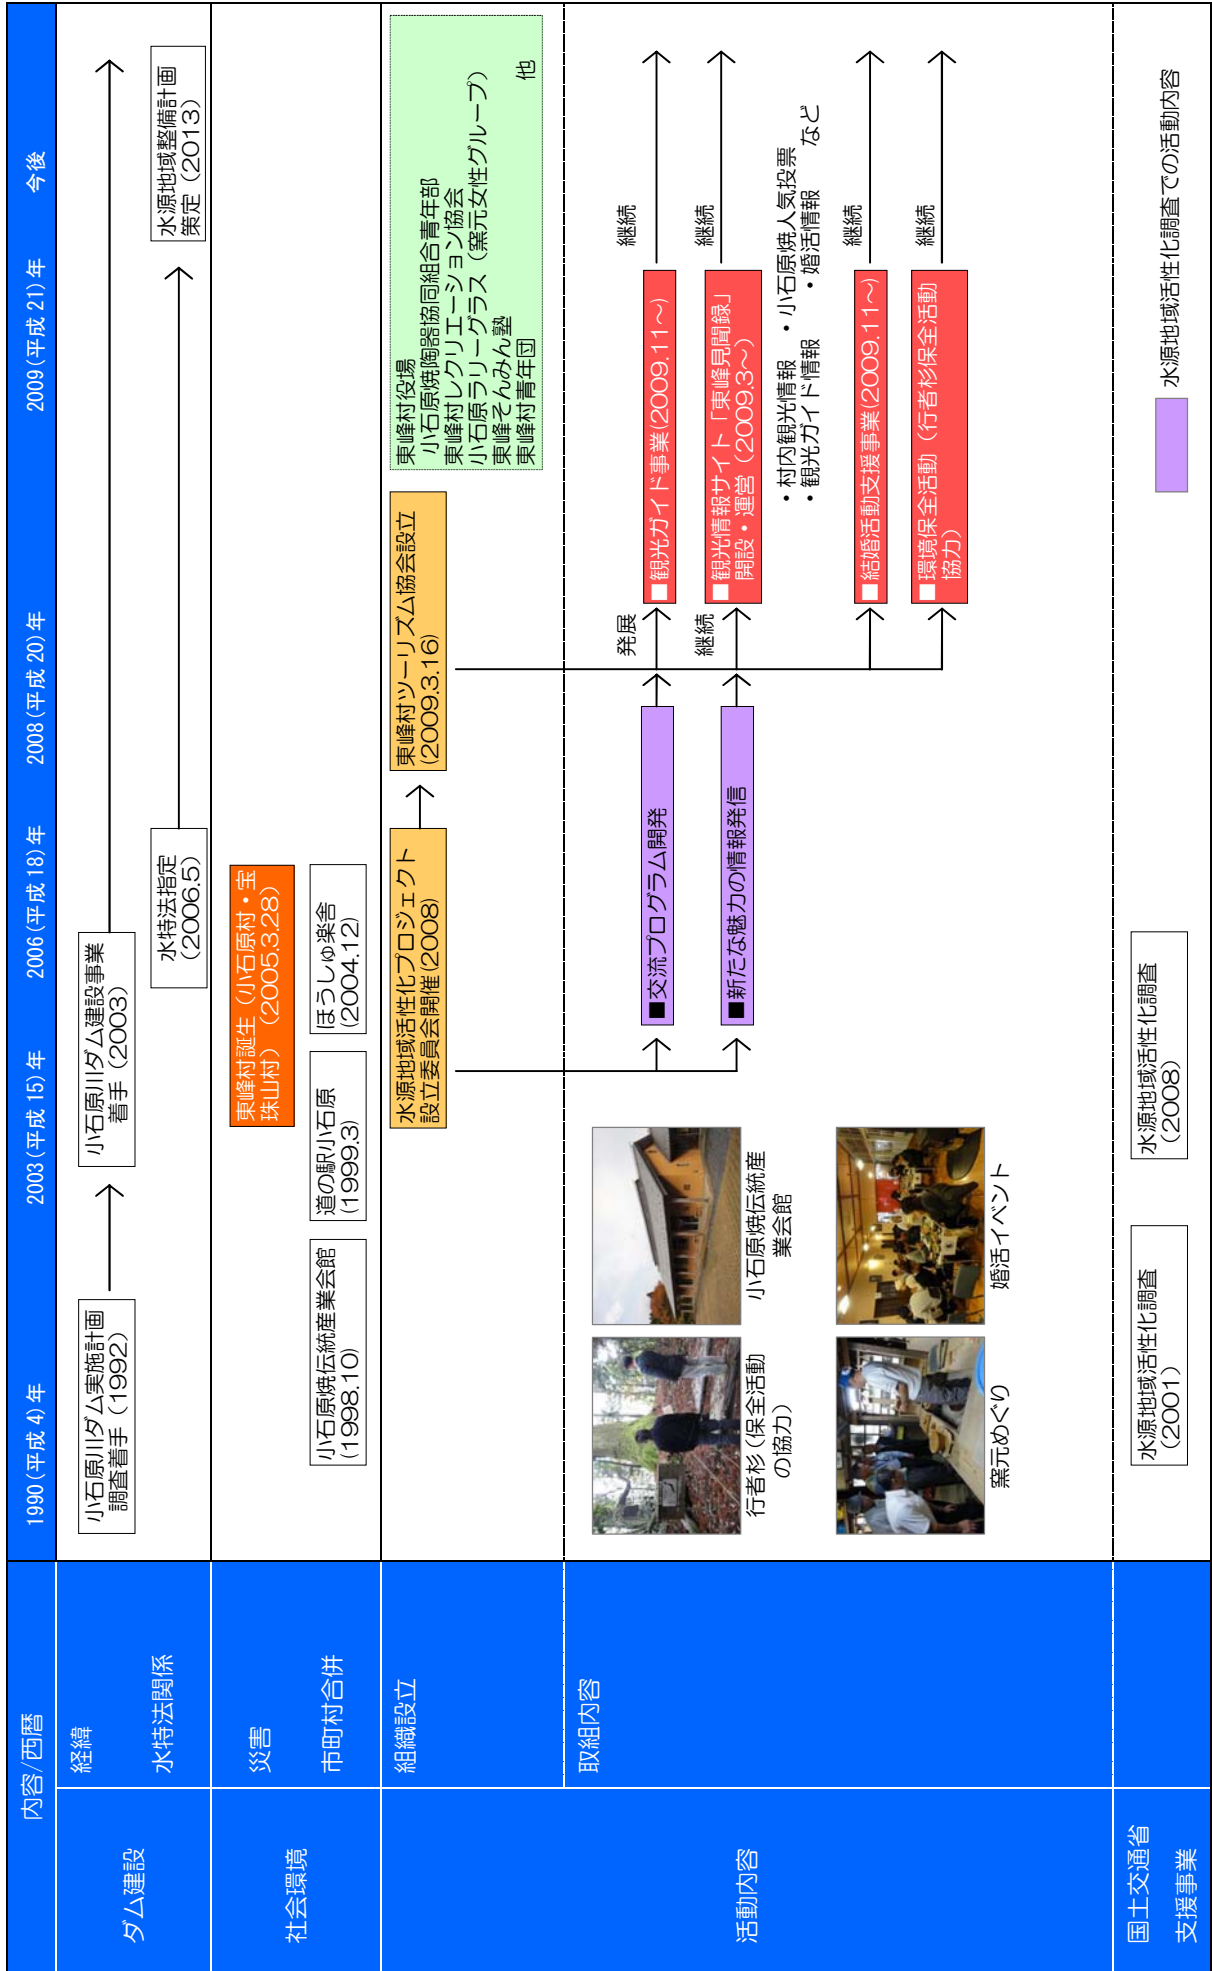 内容/西暦
1990(平成 4)年
2003(平成 15)年
2006(平成 18)年
2008(平成 20)年
2009(平成 21)年
今後
ダム建設
経緯
水特法関係
小石原川ダム実施計画
調査着手（1992）
小石原川ダム建設事業
着手（2003）
水特法指定
（2006.5）
水源地域整備計画
策定（2013）
社会環境
災害
市町村合併
東峰村誕生（小石原村・宝
珠山村）（2005.3.28）
小石原焼伝統産業会館
(1998.10)
道の駅小石原
(1999.3)
ほうしゅ楽舎
(2004.12)
活動内容
組織設立
水源地域活性化プロジェクト
設立委員会開催(2008)
東峰村ツーリズム協会設立
(2009.3.16)
東峰村役場
小石原焼陶器協同組合青年部
東峰村レクリエーション協会
小石原ラリーグラス（窯元女性グループ）
東峰そんみん塾
東峰村青年団
他
取組内容
■交流プログラム開発
発展
■観光ガイド事業(2009.11～)
継続
■新たな魅力の情報発信
継続
■観光情報サイト「東峰見聞録」
開設・運営（2009.3～）
継続
・村内観光情報　・小石原焼人気投票
・観光ガイド情報　・婚活情報　など
■結婚活動支援事業(2009.11～)
継続
■環境保全活動（行者杉保全活動
協力）
継続
行者杉(保全活動
の協力)
小石原焼伝統産
業会館
窯元めぐり
婚活イベント
国土交通省
支援事業
水源地域活性化調査
（2001）
水源地域活性化調査
（2008）
水源地域活性化調査での活動内容